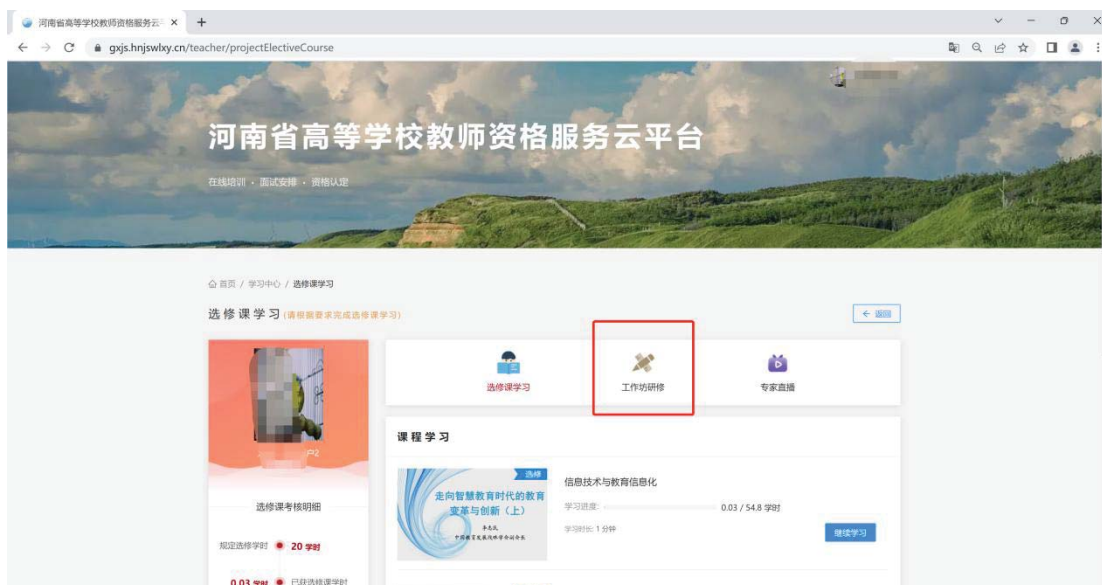 河南省高等学校教师资格服务云平
gxjs.hnjswlxy.cn/teacher/projectElectiveCourse
河南省高等学校教师资格服务云平台
在线培训 · 面试安排 · 资格认定
首页 / 学习中心 / 选修课学习
选修课学习 (请根据要求完成选修课学习)
← 返回
选修课学习
工作坊研修
专家直播
课程学习
选修
走向智慧教育时代的教育
变革与创新（上）
信息技术与教育信息化
学习进度:
0.03 / 54.8 学时
学习时长: 1 分钟
继续学习
户2
选修课考核明细
规定选修学时
20 学时
0.03 学时
已获选修课学时